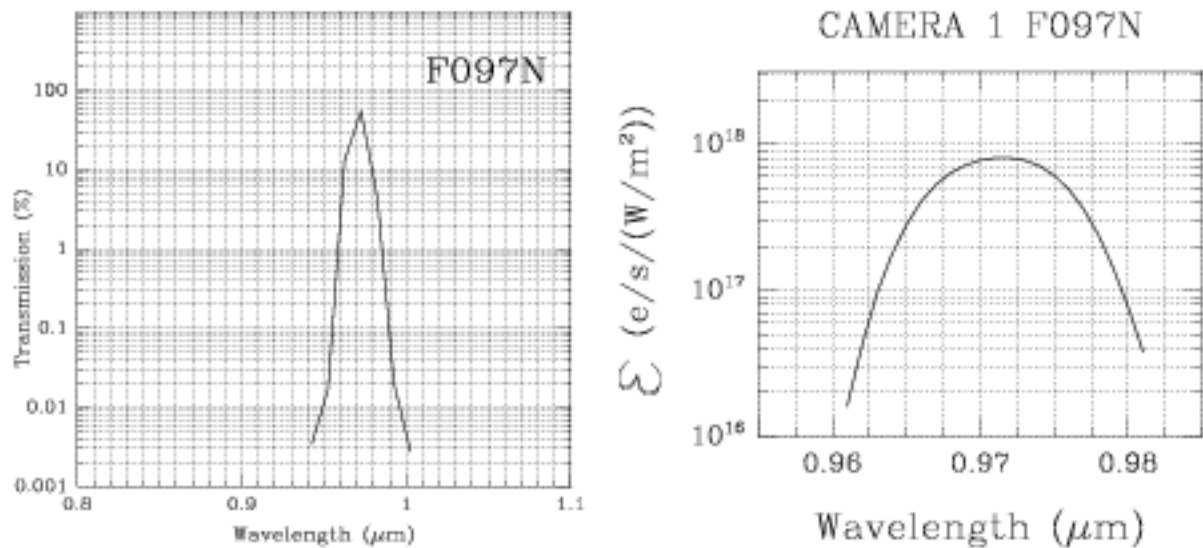 F097N
100
10
1
0.1
0.01
0.001
0.8
0.9
1
1.1
Transmission (%)
Wavelength (μm)
CAMERA 1 F097N
10¹⁸
10¹⁷
10¹⁶
0.96
0.97
0.98
ℰ (e/s/(W/m²))
Wavelength (μm)